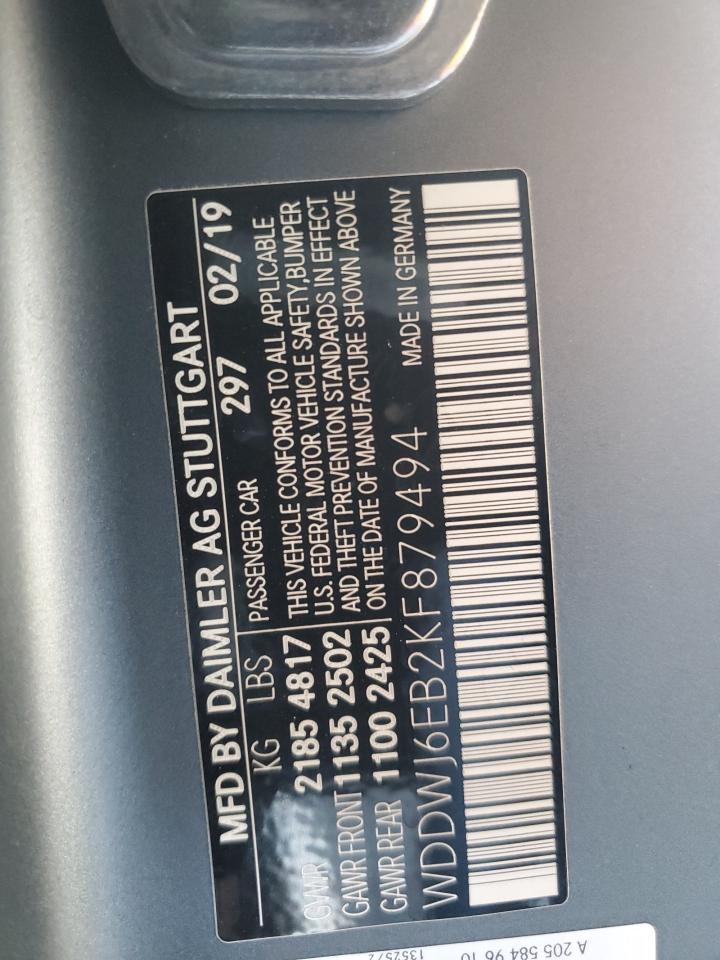 MFD BY DAIMLER AG STUTTGART
KG LBS 297 02/19
PASSENGER CAR
GVWR 2185 4817
GAWR FRONT 1135 2502
GAWR REAR 1100 2425
THIS VEHICLE CONFORMS TO ALL APPLICABLE
U.S. FEDERAL MOTOR VEHICLE SAFETY, BUMPER
AND THEFT PREVENTION STANDARDS IN EFFECT
ON THE DATE OF MANUFACTURE SHOWN ABOVE
WDDWJ6EB2KF879494 MADE IN GERMANY
A 205 584 96 10
1352572